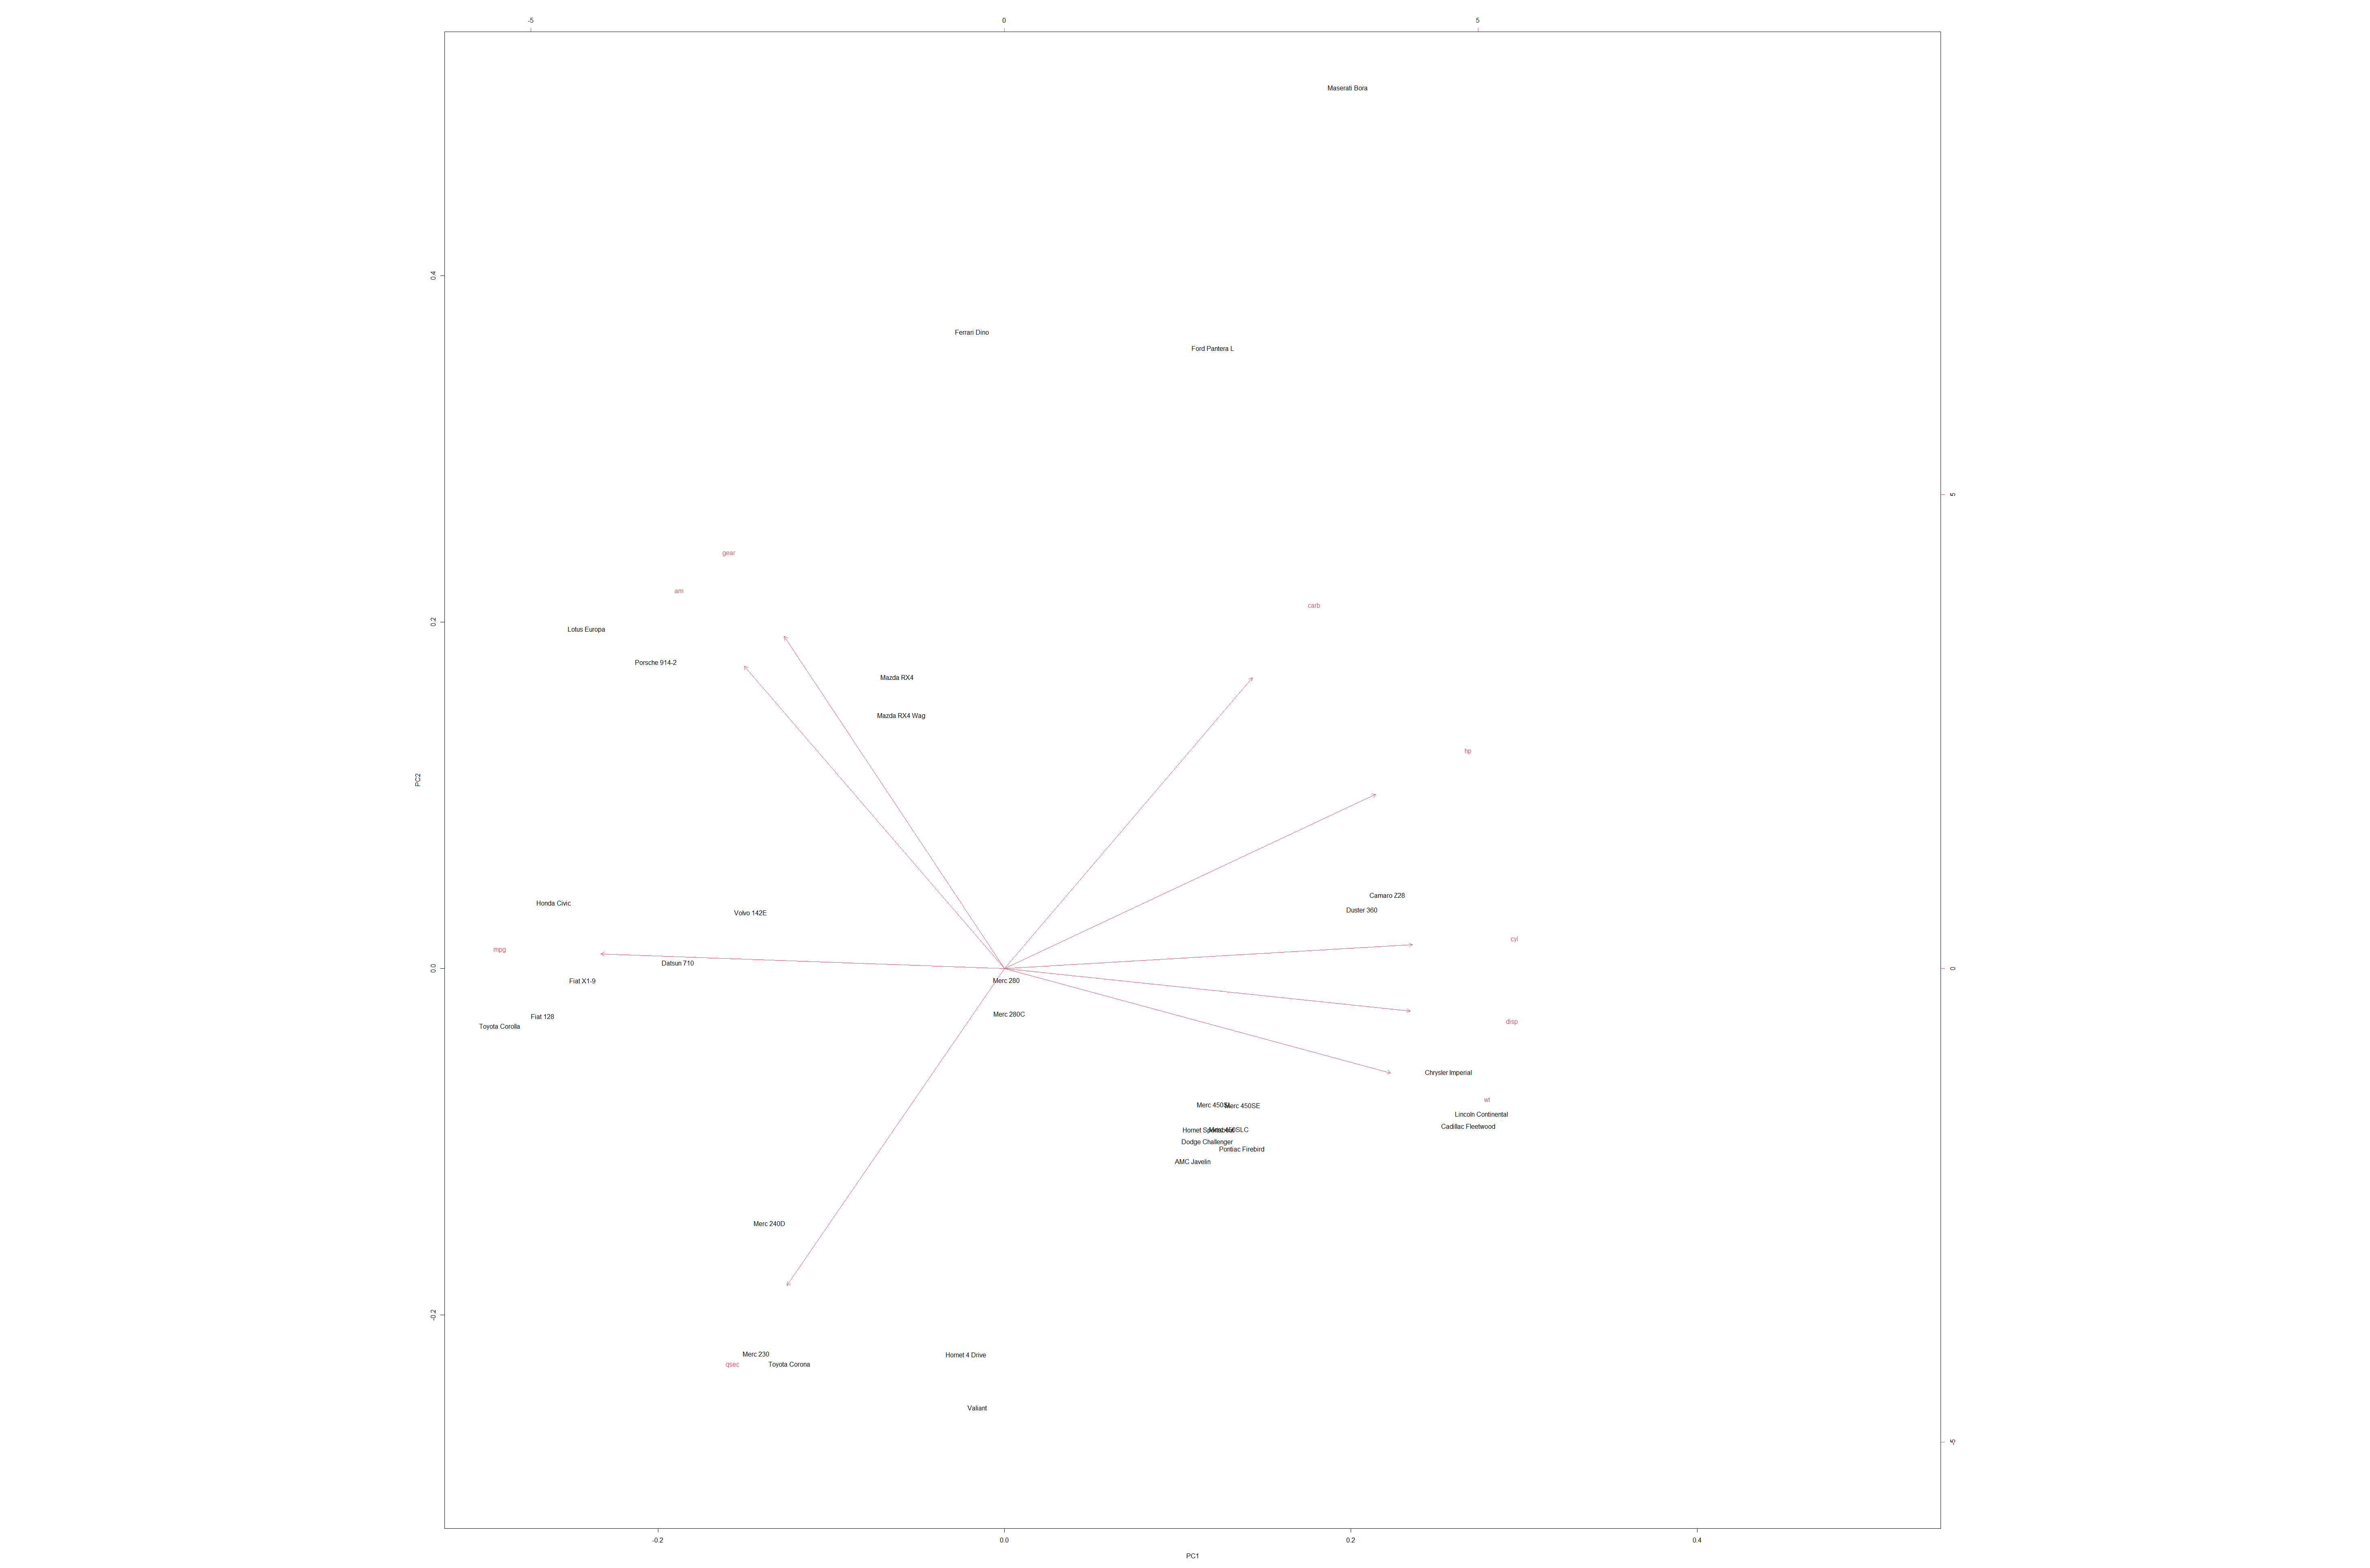 -5 0 5
Maserati Bora
0.4
Ferrari Dino
Ford Pantera L
5
gear
am
carb
0.2
Lotus Europa
Porsche 914-2
Mazda RX4
Mazda RX4 Wag
hp
PC2
Camaro Z28
Honda Civic
Duster 360
Volvo 142E
cyl
mpg
Datsun 710
0.0
0
Merc 280
Fiat X1-9
Merc 280C
Fiat 128
disp
Toyota Corolla
Chrysler Imperial
wt
Merc 450SL
Merc 450SE
Lincoln Continental
Cadillac Fleetwood
Hornet Sportabout
Merc 450SLC
Dodge Challenger
Pontiac Firebird
AMC Javelin
Merc 240D
-0.2
Merc 230
Hornet 4 Drive
qsec
Toyota Corona
Valiant
-5
-0.2 0.0 0.2 0.4
PC1